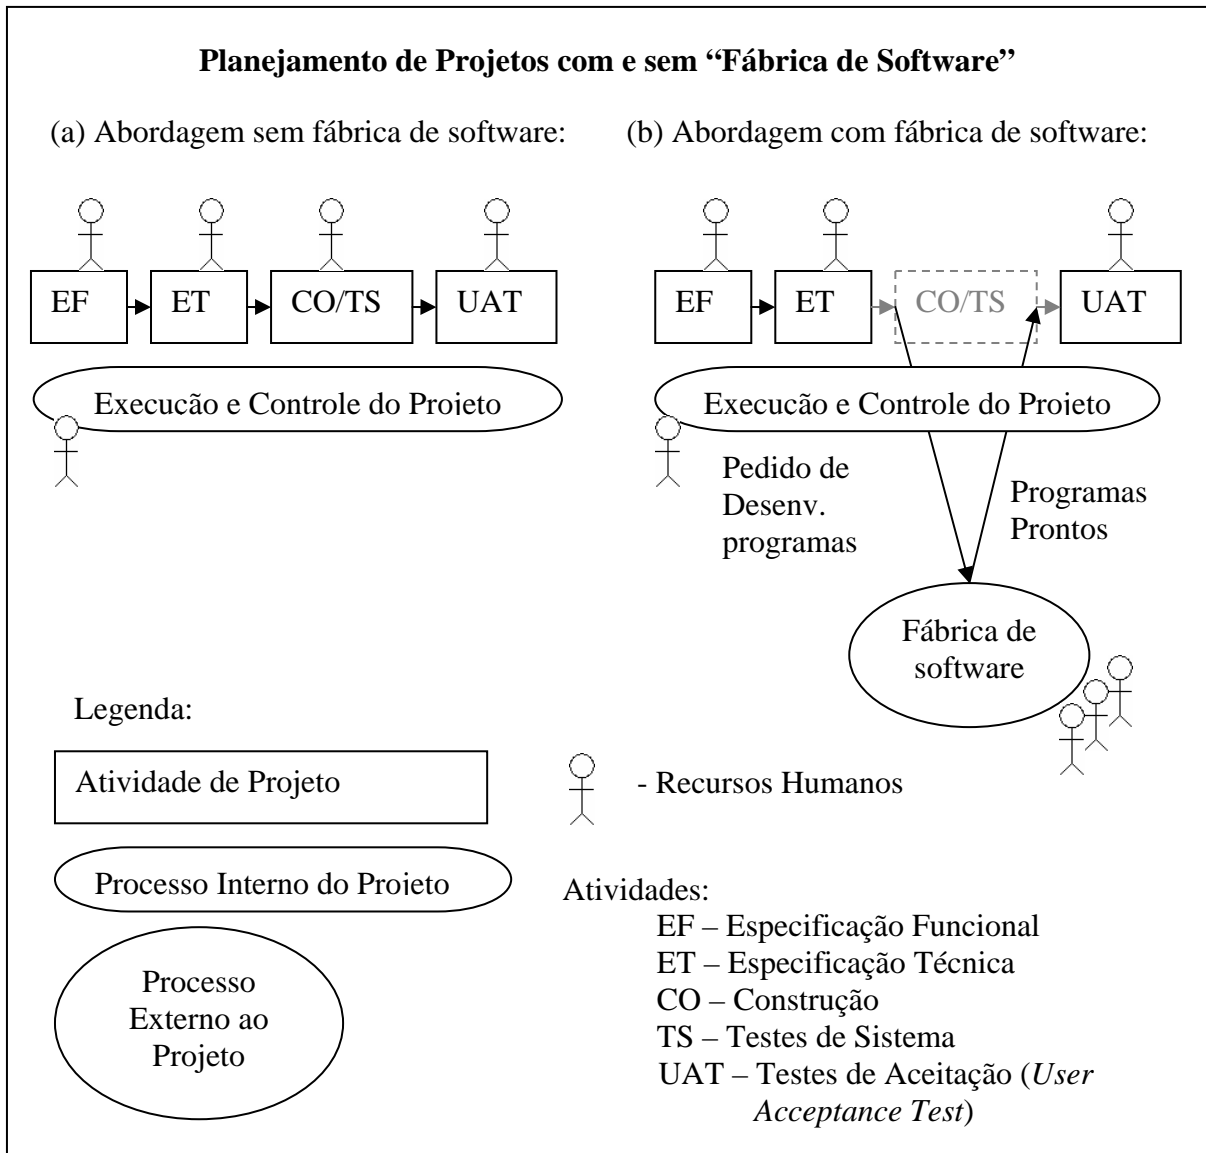 Planejamento de Projetos com e sem “Fábrica de Software”
(a) Abordagem sem fábrica de software:
(b) Abordagem com fábrica de software:
EF
ET
CO/TS
UAT
EF
ET
CO/TS
UAT
Execucão e Controle do Projeto
Execucão e Controle do Projeto
Pedido de
Desenv.
programas
Programas
Prontos
Fábrica de
software
Legenda:
Atividade de Projeto
- Recursos Humanos
Processo Interno do Projeto
Processo
Externo ao
Projeto
Atividades:
EF – Especificação Funcional
ET – Especificação Técnica
CO – Construção
TS – Testes de Sistema
UAT – Testes de Aceitação (User
Acceptance Test)